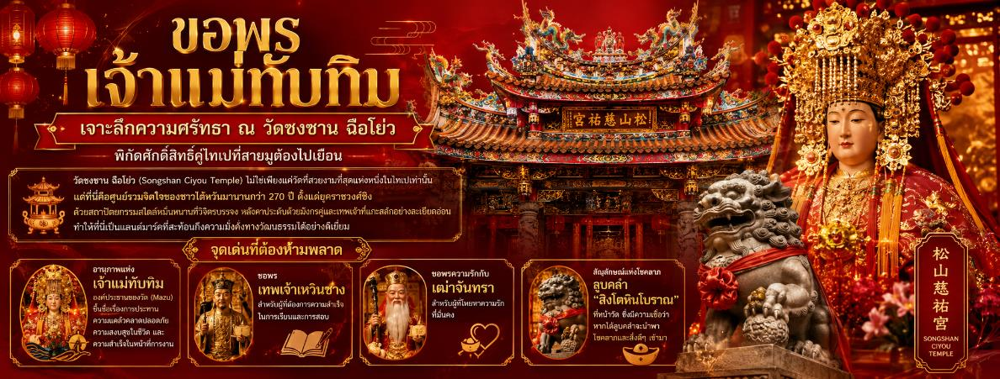 ขอพร
เจ้าแม่ทับทิม
เจาะลึกความศรัทธา ณ วัดซงซาน ฉือโย่ว
พิกัดศักดิ์สิทธิ์คู่ไทเปที่สายมูต้องไปเยือน
วัดซงซาน ฉือโย่ว (Songshan Ciyou Temple) ไม่ใช่เพียงแค่วัดที่สวยงามที่สุดแห่งหนึ่งในไทเปเท่านั้น
แต่ที่นี่คือศูนย์รวมจิตใจของชาวไต้หวันมานานกว่า 270 ปี ตั้งแต่ยุคราชวงศ์ชิง
ด้วยสถาปัตยกรรมสไตล์หมิ่นหนานที่วิจิตรบรรจง หลังคาประดับด้วยมังกรคู่และเทพเจ้าที่แกะสลักอย่างละเอียดอ่อน
ทำให้ที่นี่เป็นแลนด์มาร์คที่สะท้อนถึงความมั่งคั่งทางวัฒนธรรมได้อย่างดีเยี่ยม
จุดเด่นที่ต้องห้ามพลาด
อานุภาพแห่ง
เจ้าแม่ทับทิม
องค์ประธานของวัด (Mazu)
ขึ้นชื่อเรื่องการประทาน
ความแคล้วคลาดปลอดภัย
ความสงบสุขในชีวิต และ
ความสำเร็จในหน้าที่การงาน
ขอพร
เทพเจ้าเหวินชาง
สำหรับผู้ที่ต้องการความสำเร็จ
ในการเรียนและการสอบ
ขอพรความรักกับ
เฒ่าจันทรา
สำหรับผู้ที่โหยหาความรัก
ที่มั่นคง
สัญลักษณ์แห่งโชคลาภ
ลูบคลำ
“สิงโตหินโบราณ”
ที่หน้าวัด ซึ่งมีความเชื่อว่า
หากได้ลูบคลำจะนำพา
โชคลาภและสิ่งดีๆ เข้ามา
宮祐慈山松
松山慈祐宮
SONGSHAN
CIYOU
TEMPLE